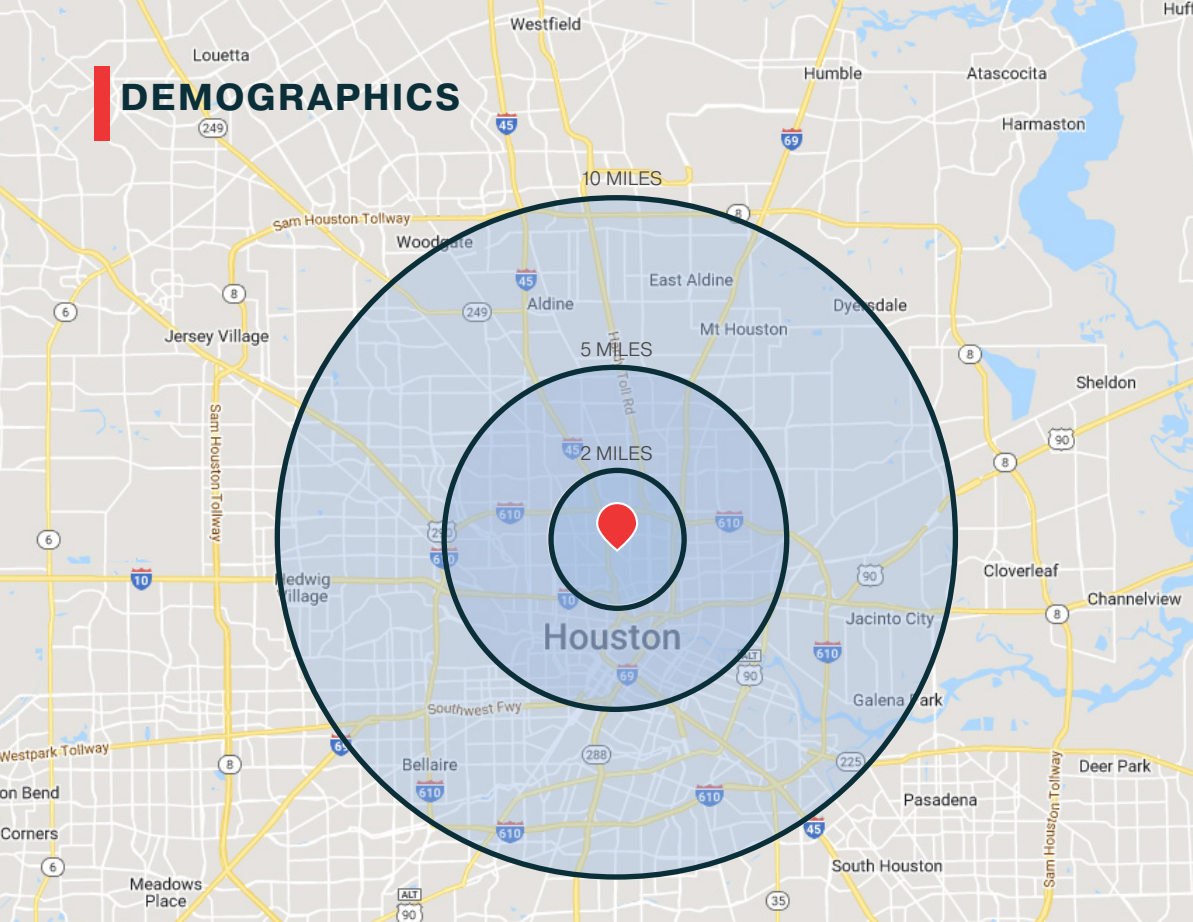 Westfield
Huff
Louetta
Humble
Atascocita
DEMOGRAPHICS
249
45
69
Harmaston
10 MILES
Sam Houston Tollway
8
Woodgate
45
East Aldine
8
249
Aldine
Dyersdale
6
Jersey Village
Mt Houston
5 MILES
Hardy Toll Rd
8
Sheldon
Sam Houston Tollway
45
2 MILES
90
8
610
610
290
6
610
10
Hedwig
Village
10
90
Cloverleaf
Channelview
8
Jacinto City
Houston
610
ALT
90
69
Galena Park
Southwest Fwy
69
Westpark Tollway
288
225
8
Bellaire
610
610
Deer Park
on Bend
Pasadena
Corners
610
45
Sam Houston Tollway
6
South Houston
Meadows
Place
ALT
90
35